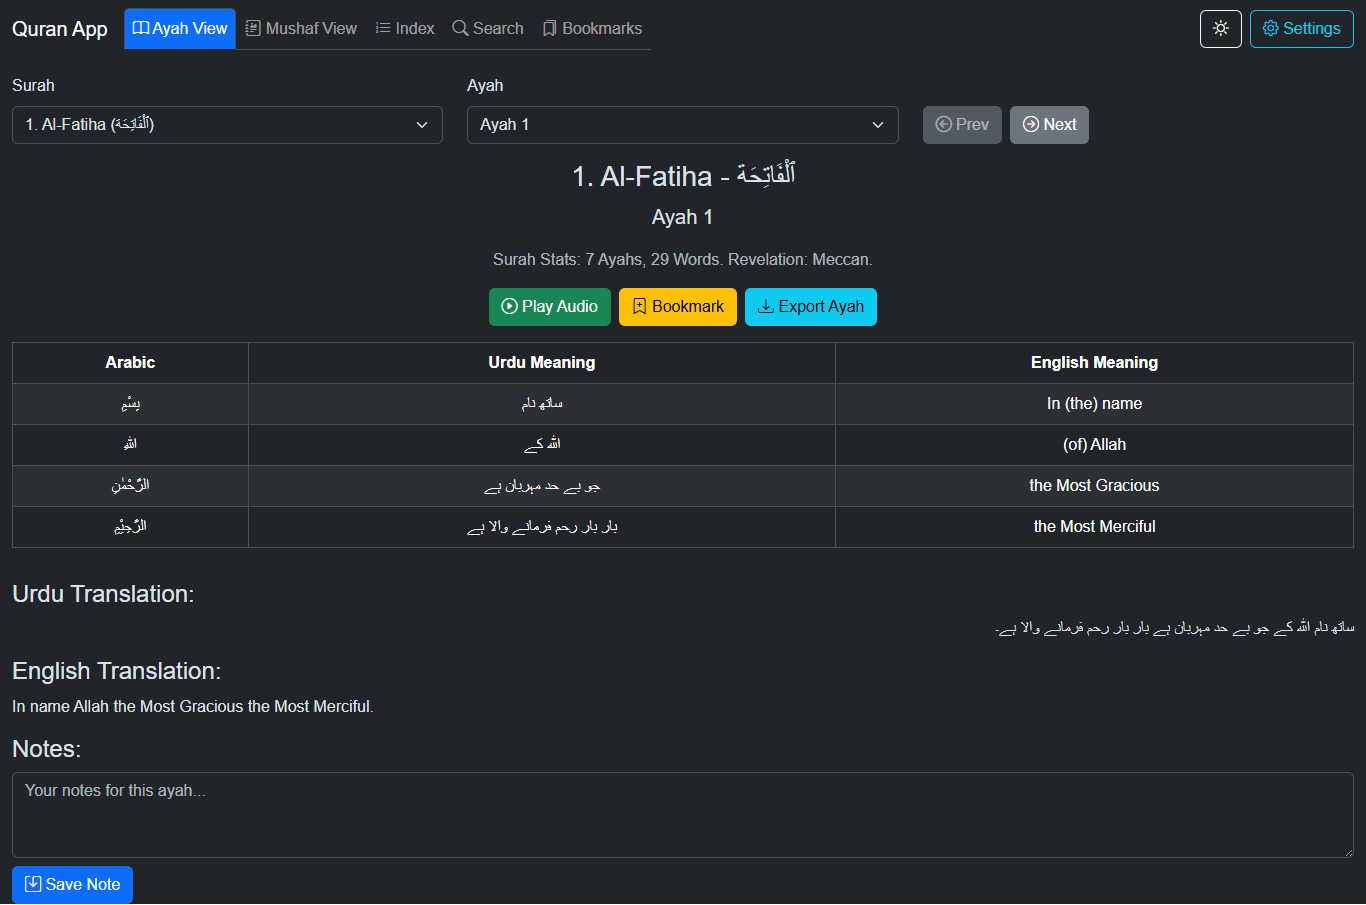 Quran App Ayah View Mushaf View Index Search Bookmarks Settings
Surah Ayah
1. Al-Fatiha (ٱلْفَاتِحَة) Ayah 1 Prev Next
1. Al-Fatiha - ٱلْفَاتِحَة
Ayah 1
Surah Stats: 7 Ayahs, 29 Words. Revelation: Meccan.
Play Audio Bookmark Export Ayah
Arabic Urdu Meaning English Meaning
بِسْمِ ساتھ نام In (the) name
اللّٰهِ اللہ کے (of) Allah
الرَّحْمٰنِ جو بے حد مہربان ہے the Most Gracious
الرَّحِيْمِ بار بار رحم فرمانے والا ہے the Most Merciful
Urdu Translation:
ساتھ نام اللہ کے جو بے حد مہربان ہے بار بار رحم فرمانے والا ہے۔
English Translation:
In name Allah the Most Gracious the Most Merciful.
Notes:
Your notes for this ayah...
Save Note